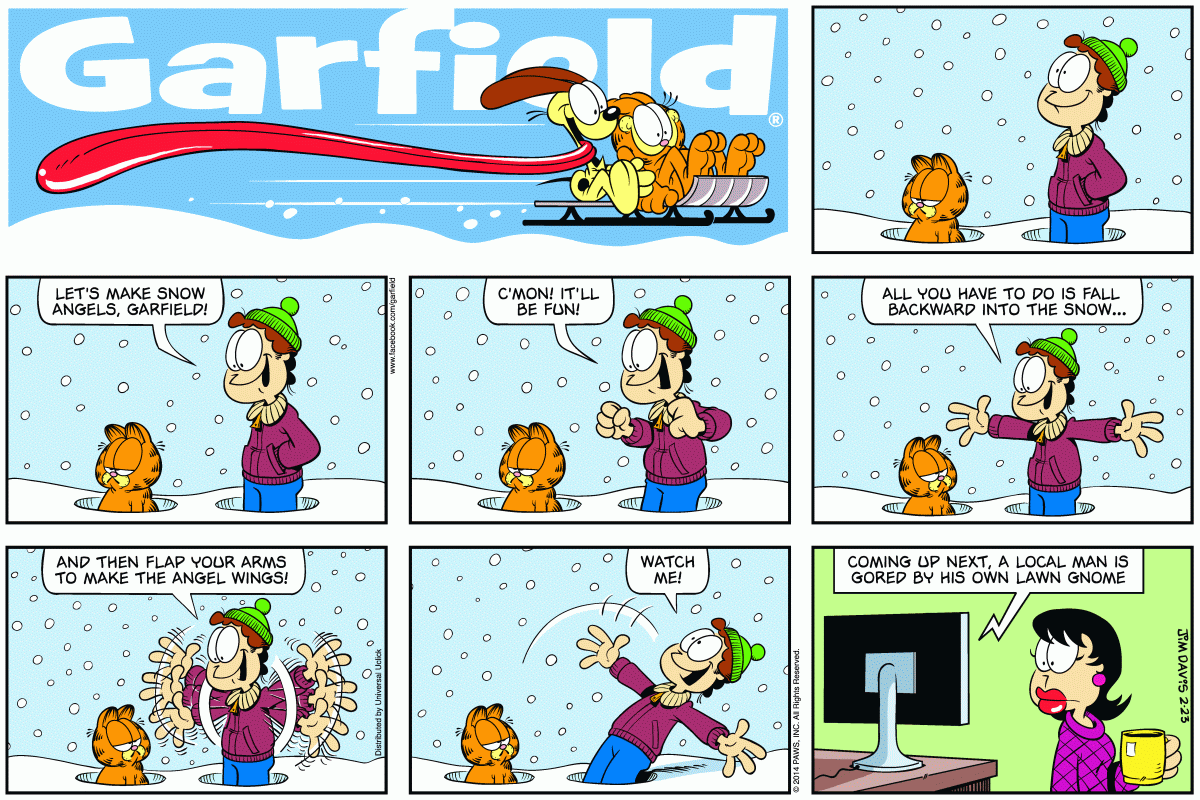 Garfield
®
LET'S MAKE SNOW
ANGELS, GARFIELD!
www.facebook.com/garfield
C'MON! IT'LL
BE FUN!
ALL YOU HAVE TO DO IS FALL
BACKWARD INTO THE SNOW...
AND THEN FLAP YOUR ARMS
TO MAKE THE ANGEL WINGS!
Distributed by Universal Uclick
WATCH
ME!
© 2014 PAWS, INC. All Rights Reserved.
COMING UP NEXT, A LOCAL MAN IS
GORED BY HIS OWN LAWN GNOME
JIM DAVIS 2-23